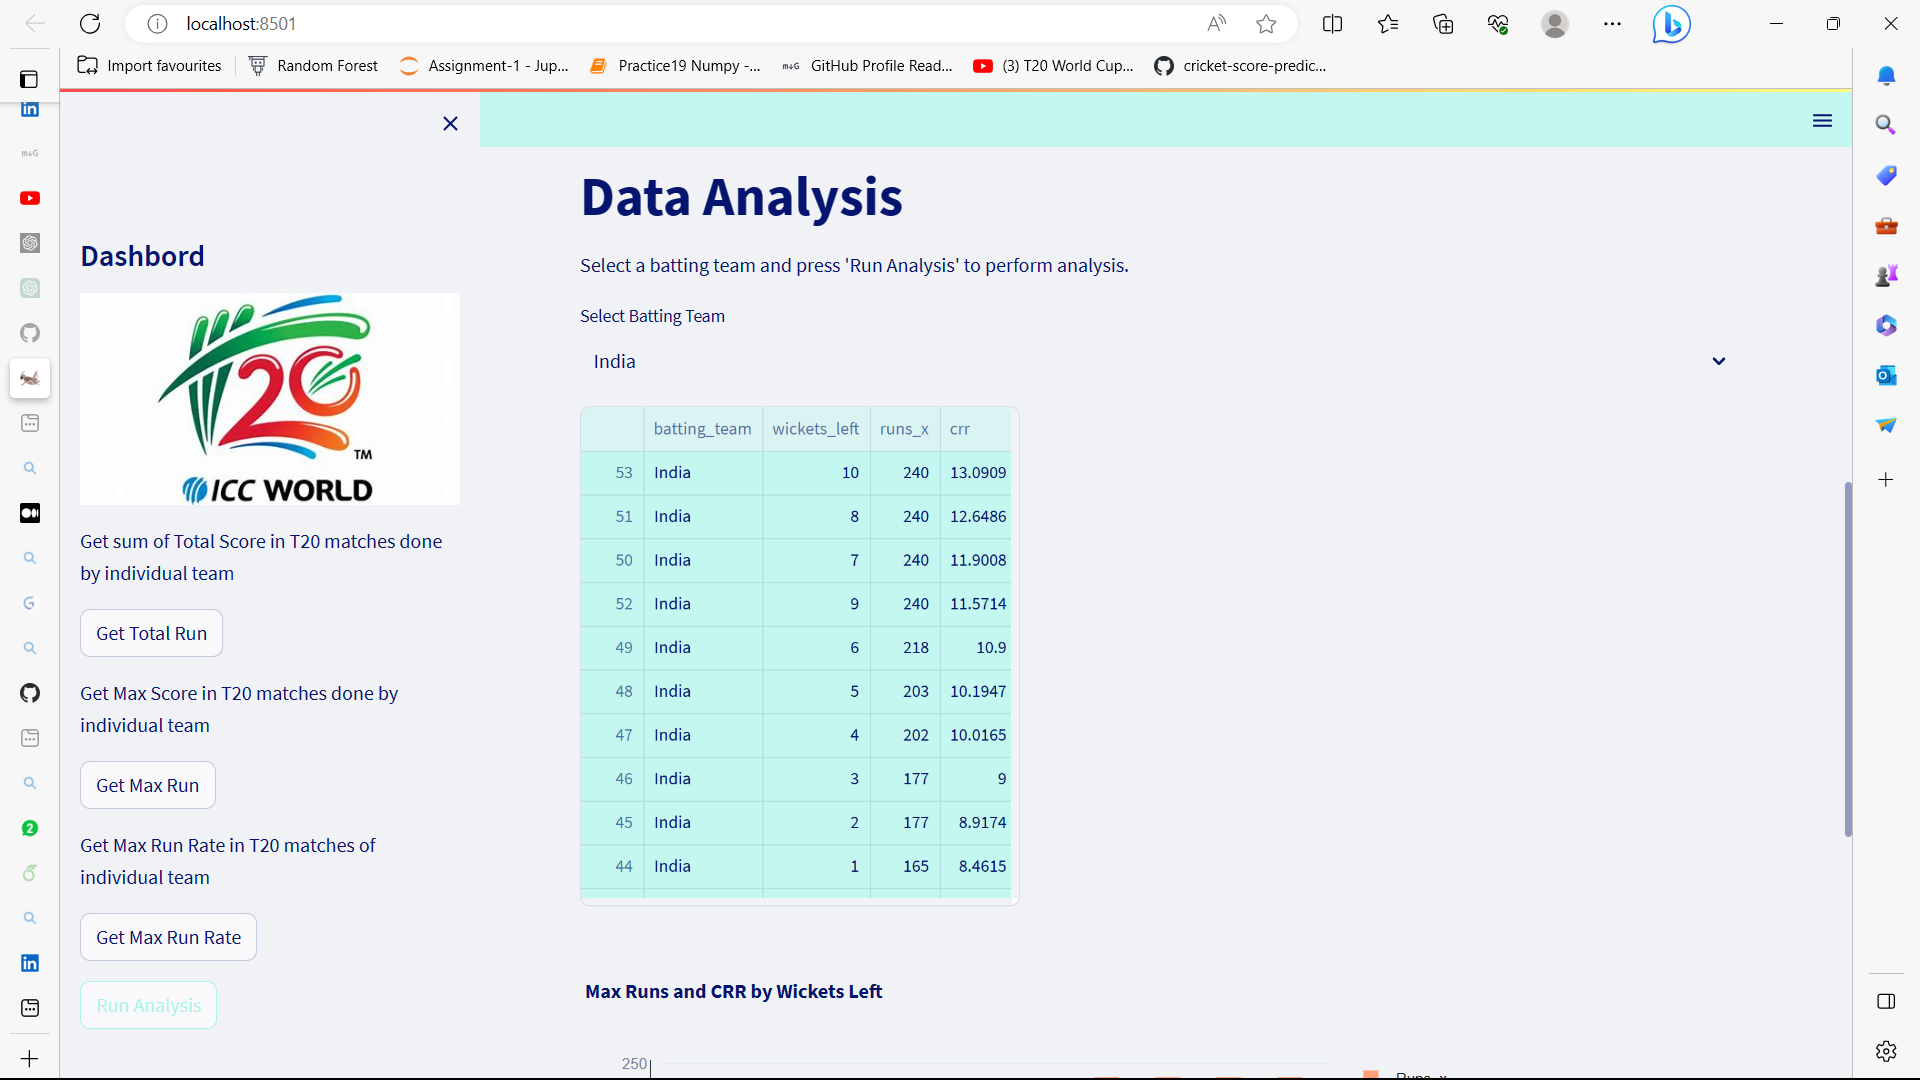 localhost:8501
Import favourites
Random Forest
Assignment-1 - Jup...
Practice19 Numpy -...
GitHub Profile Read...
(3) T20 World Cup...
cricket-score-predic...
Dashbord
T20
TM
ICC WORLD
Get sum of Total Score in T20 matches done
by individual team
Get Total Run
Get Max Score in T20 matches done by
individual team
Get Max Run
Get Max Run Rate in T20 matches of
individual team
Get Max Run Rate
Run Analysis
Data Analysis
Select a batting team and press 'Run Analysis' to perform analysis.
Select Batting Team
India
batting_team wickets_left runs_x crr
53 India 10 240 13.0909
51 India 8 240 12.6486
50 India 7 240 11.9008
52 India 9 240 11.5714
49 India 6 218 10.9
48 India 5 203 10.1947
47 India 4 202 10.0165
46 India 3 177 9
45 India 2 177 8.9174
44 India 1 165 8.4615
Max Runs and CRR by Wickets Left
250